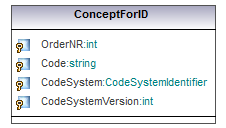 ConceptForID
OrderNR:int
Code:string
CodeSystem:CodeSystemIdentifier
CodeSystemVersion:int